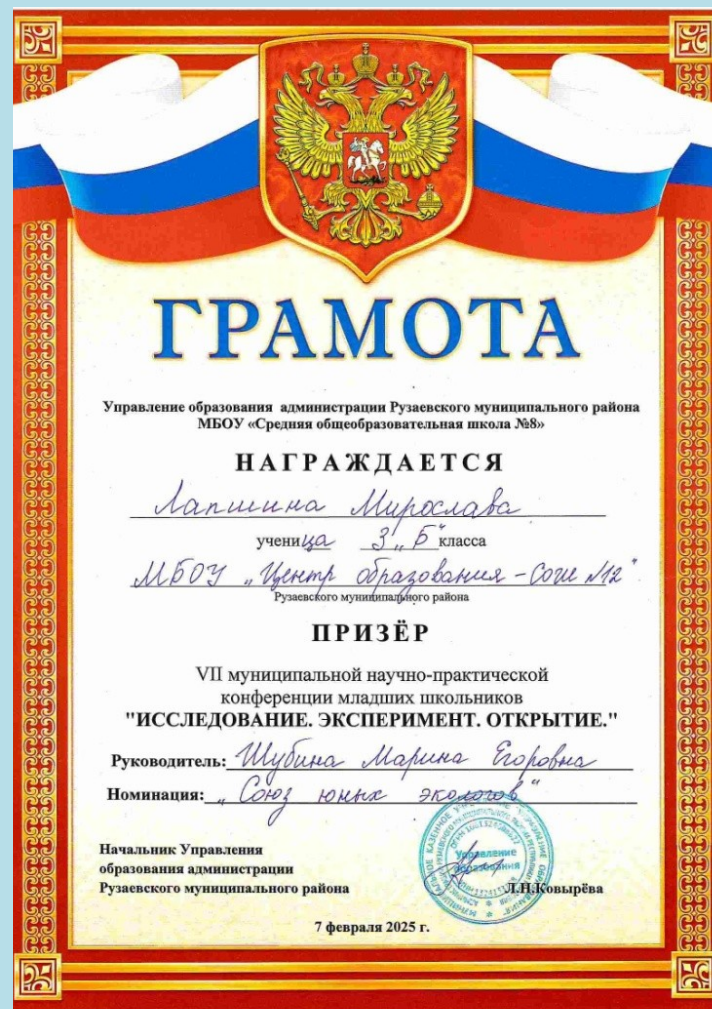 ГРАМОТА
Управление образования администрации Рузаевского муниципального района
МБОУ «Средняя общеобразовательная школа №8»
НАГРАЖДАЕТСЯ
Лапшина Мирослава
ученица 3 „Б" класса
МБОУ „Центр образования - Сош №12"
Рузаевского муниципального района
ПРИЗЁР
VII муниципальной научно-практической
конференции младших школьников
"ИССЛЕДОВАНИЕ. ЭКСПЕРИМЕНТ. ОТКРЫТИЕ."
Руководитель: Шубина Марина Егоровна
Номинация: „Союз юных экологов"
Начальник Управления
образования администрации
Рузаевского муниципального района Л.Н.Ковырёва
Управление
образования
7 февраля 2025 г.